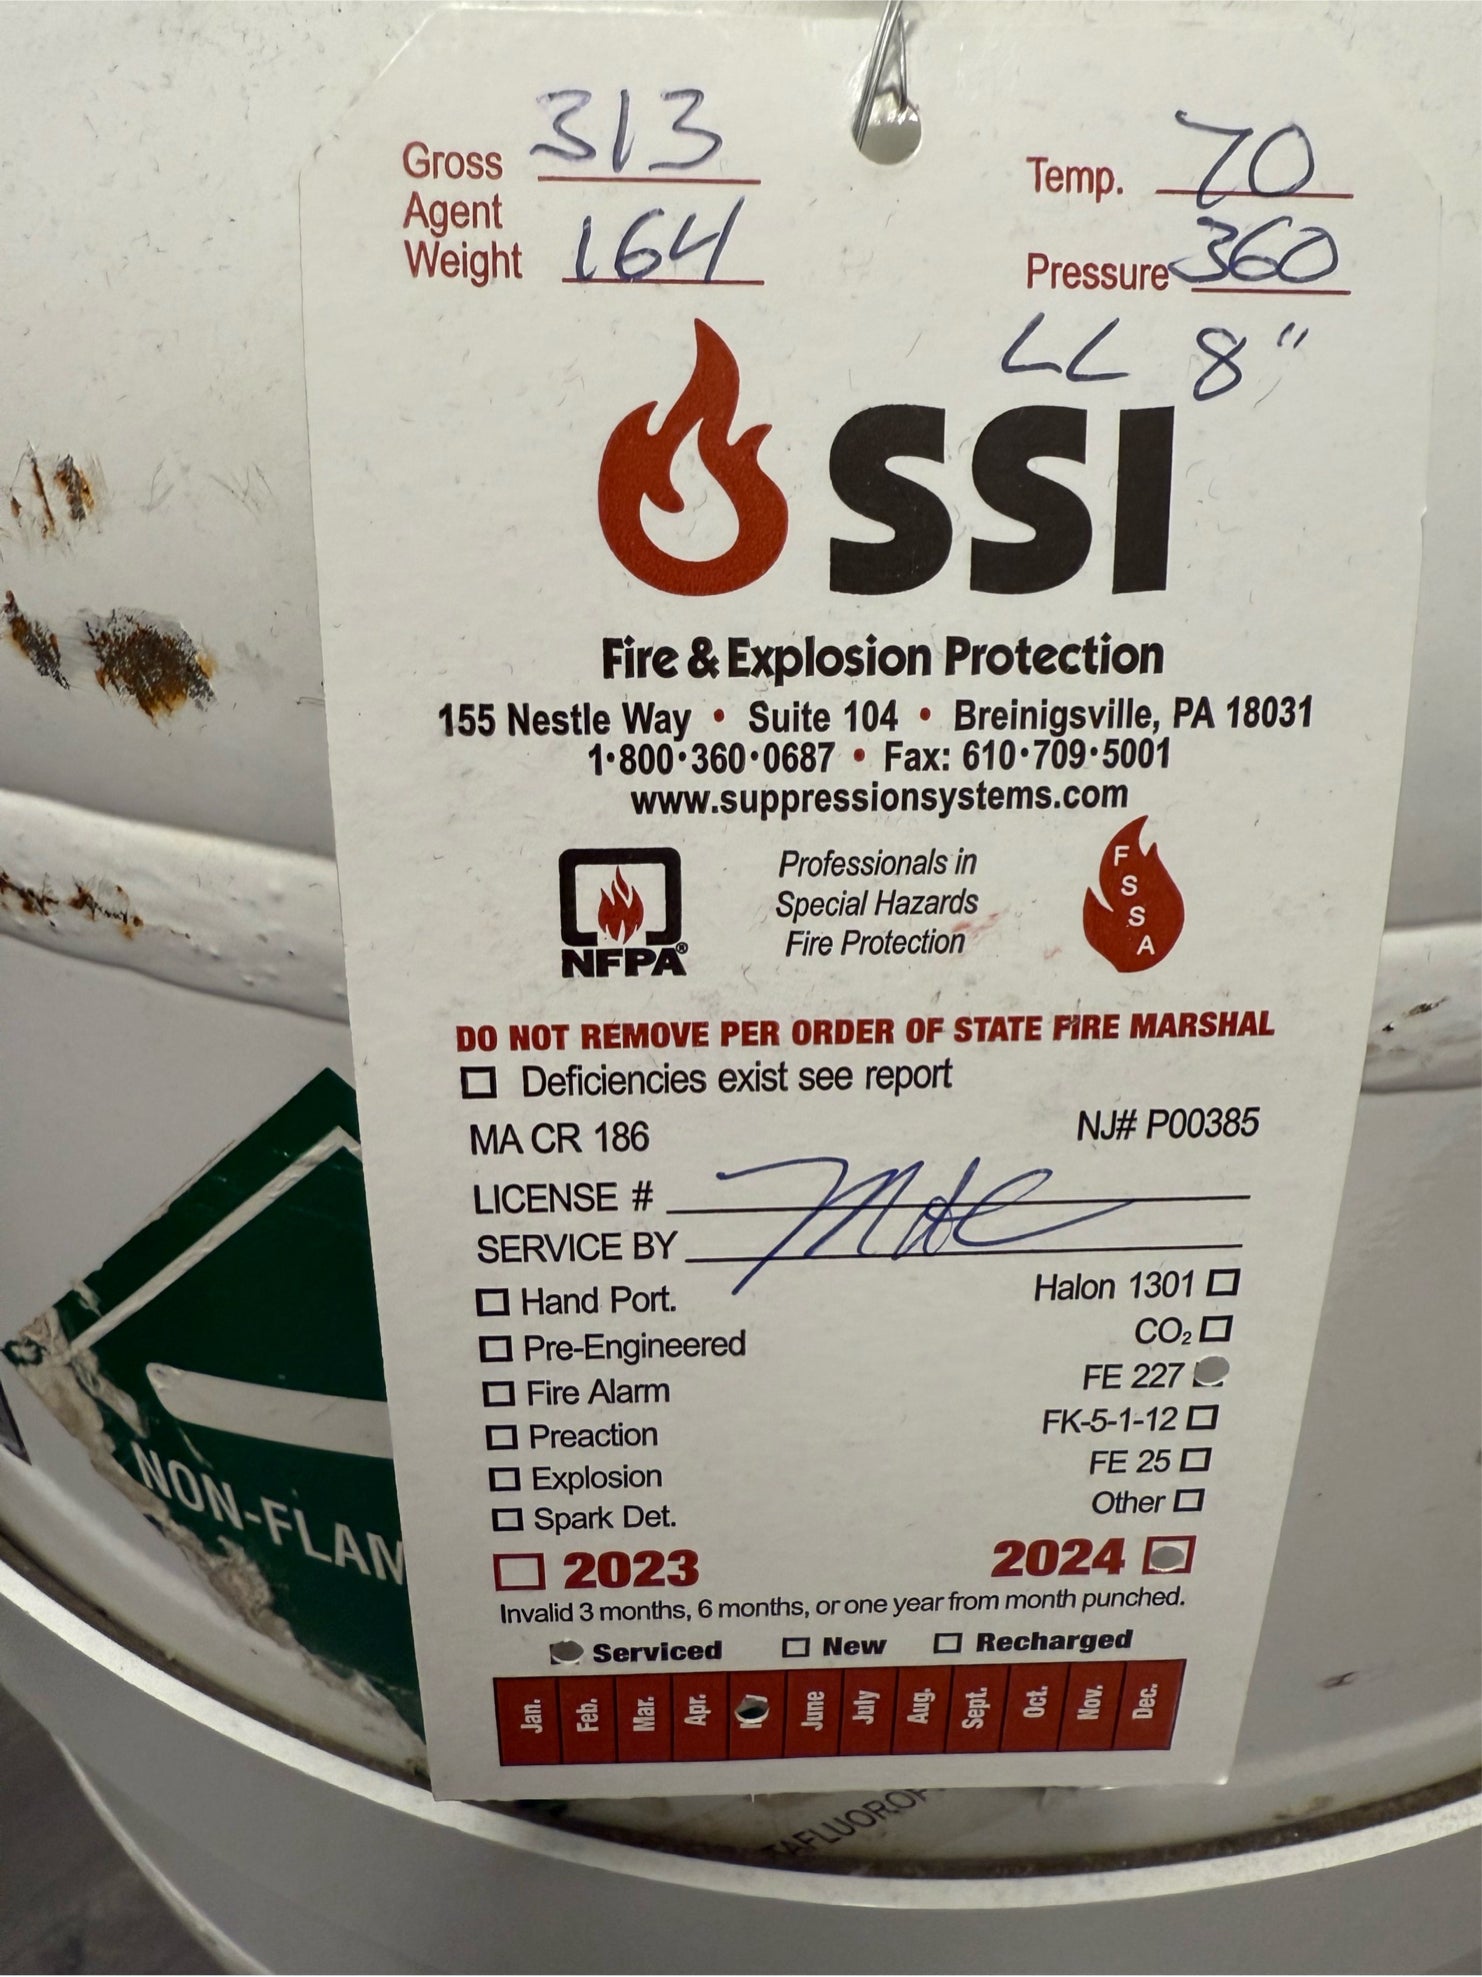 Gross 313
Agent
Weight 164
Temp. 70
Pressure 360
LL 8"
SSI
Fire & Explosion Protection
155 Nestle Way • Suite 104 • Breinigsville, PA 18031
1·800·360·0687 • Fax: 610·709·5001
www.suppressionsystems.com
NFPA®
Professionals in
Special Hazards
Fire Protection
F
S
S
A
DO NOT REMOVE PER ORDER OF STATE FIRE MARSHAL
Deficiencies exist see report
MA CR 186
NJ# P00385
LICENSE #
SERVICE BY
Hand Port.
Pre-Engineered
Fire Alarm
Preaction
Explosion
Spark Det.
Halon 1301
CO₂
FE 227
FK-5-1-12
FE 25
Other
2023
2024
Invalid 3 months, 6 months, or one year from month punched.
Serviced New Recharged
Jan. Feb. Mar. Apr. June July Aug. Sept. Oct. Nov. Dec.
NON-FLAM
TAFLUOROP